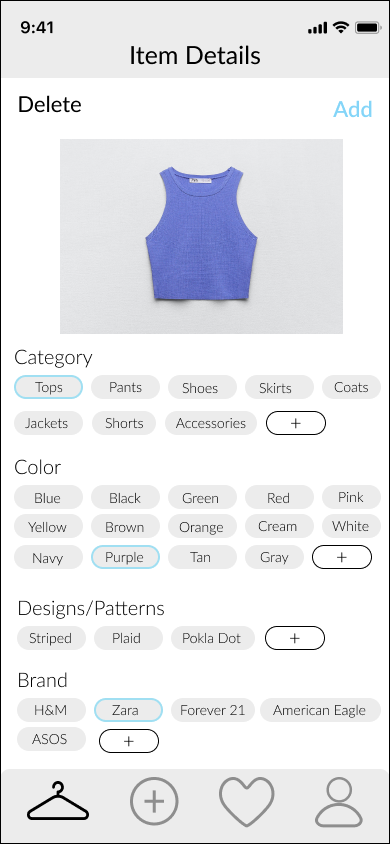 9:41
Item Details
Delete
Add
Category
Tops Pants Shoes Skirts Coats
Jackets Shorts Accessories +
Color
Blue Black Green Red Pink
Yellow Brown Orange Cream White
Navy Purple Tan Gray +
Designs/Patterns
Striped Plaid Pokla Dot +
Brand
H&M Zara Forever 21 American Eagle
ASOS +